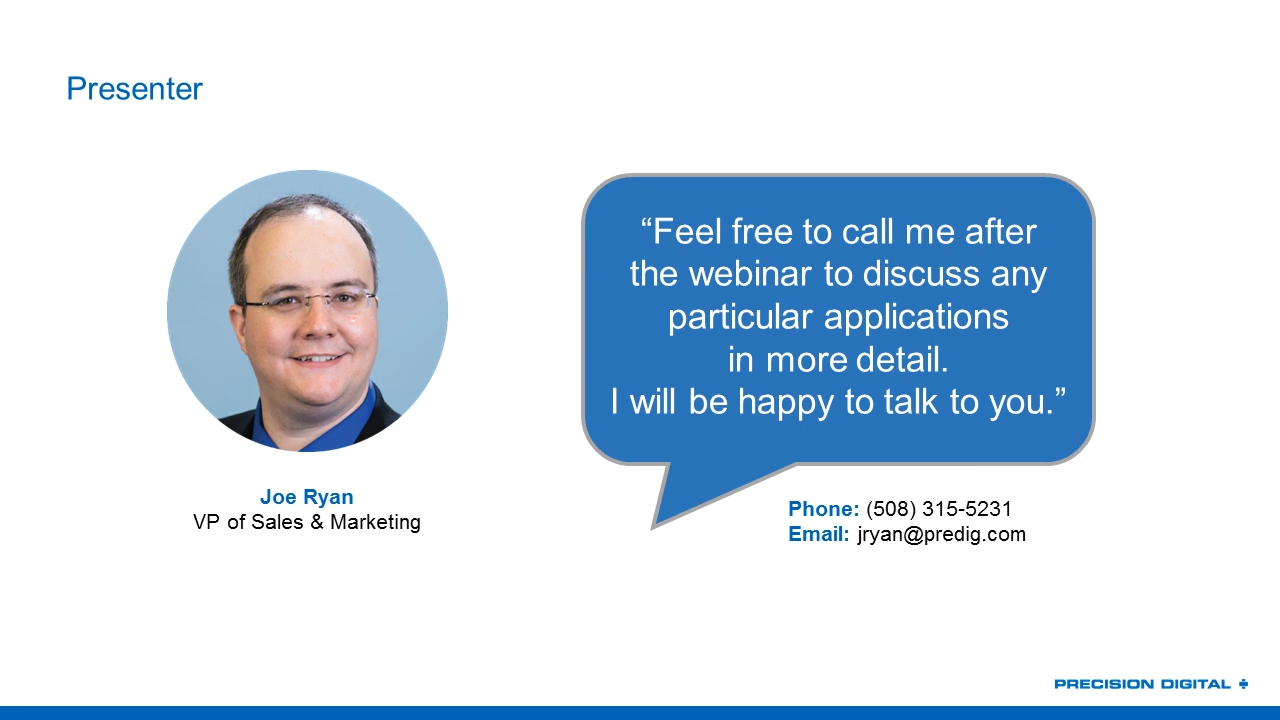 Presenter
“Feel free to call me after
the webinar to discuss any
particular applications
in more detail.
I will be happy to talk to you.”
Joe Ryan
VP of Sales & Marketing
Phone: (508) 315-5231
Email: jryan@predig.com
PRECISION DIGITAL